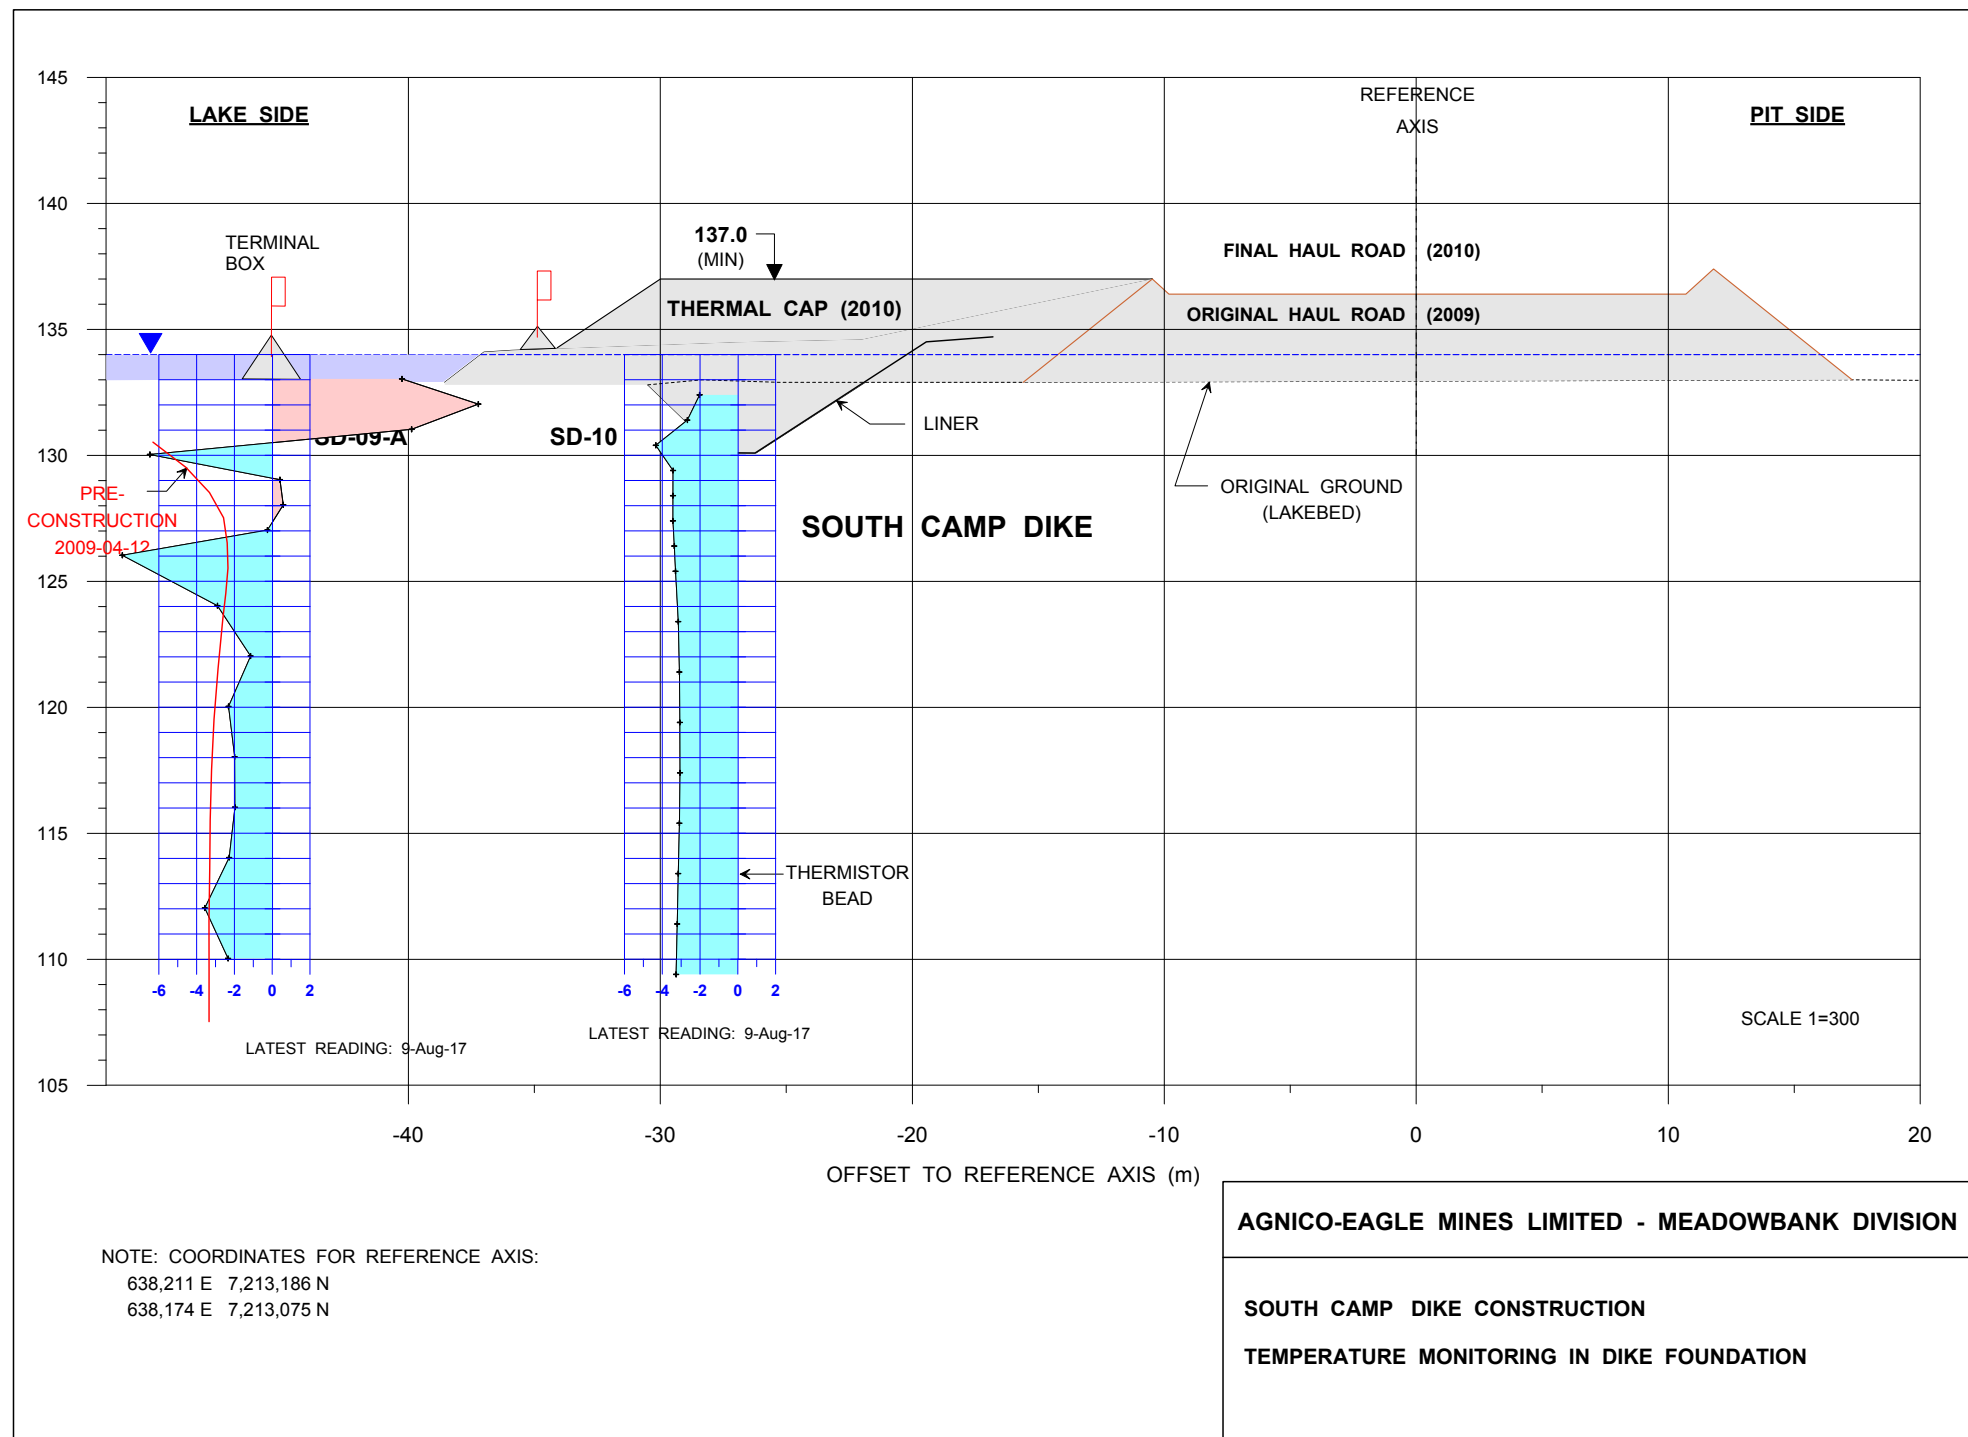 145
LAKE SIDE
REFERENCE
AXIS
PIT SIDE
140
TERMINAL
BOX
137.0
(MIN)
FINAL HAUL ROAD (2010)
THERMAL CAP (2010)
ORIGINAL HAUL ROAD (2009)
135
130
SD-09-A
SD-10
LINER
PRE-
CONSTRUCTION
2009-04-12
ORIGINAL GROUND
(LAKEBED)
SOUTH CAMP DIKE
125
120
115
THERMISTOR
BEAD
110
-6 -4 -2 0 2
-6 -4 -2 0 2
LATEST READING: 9-Aug-17
LATEST READING: 9-Aug-17
SCALE 1=300
105
-40 -30 -20 -10 0 10 20
OFFSET TO REFERENCE AXIS (m)
AGNICO-EAGLE MINES LIMITED - MEADOWBANK DIVISION
NOTE: COORDINATES FOR REFERENCE AXIS:
638,211 E 7,213,186 N
638,174 E 7,213,075 N
SOUTH CAMP DIKE CONSTRUCTION
TEMPERATURE MONITORING IN DIKE FOUNDATION